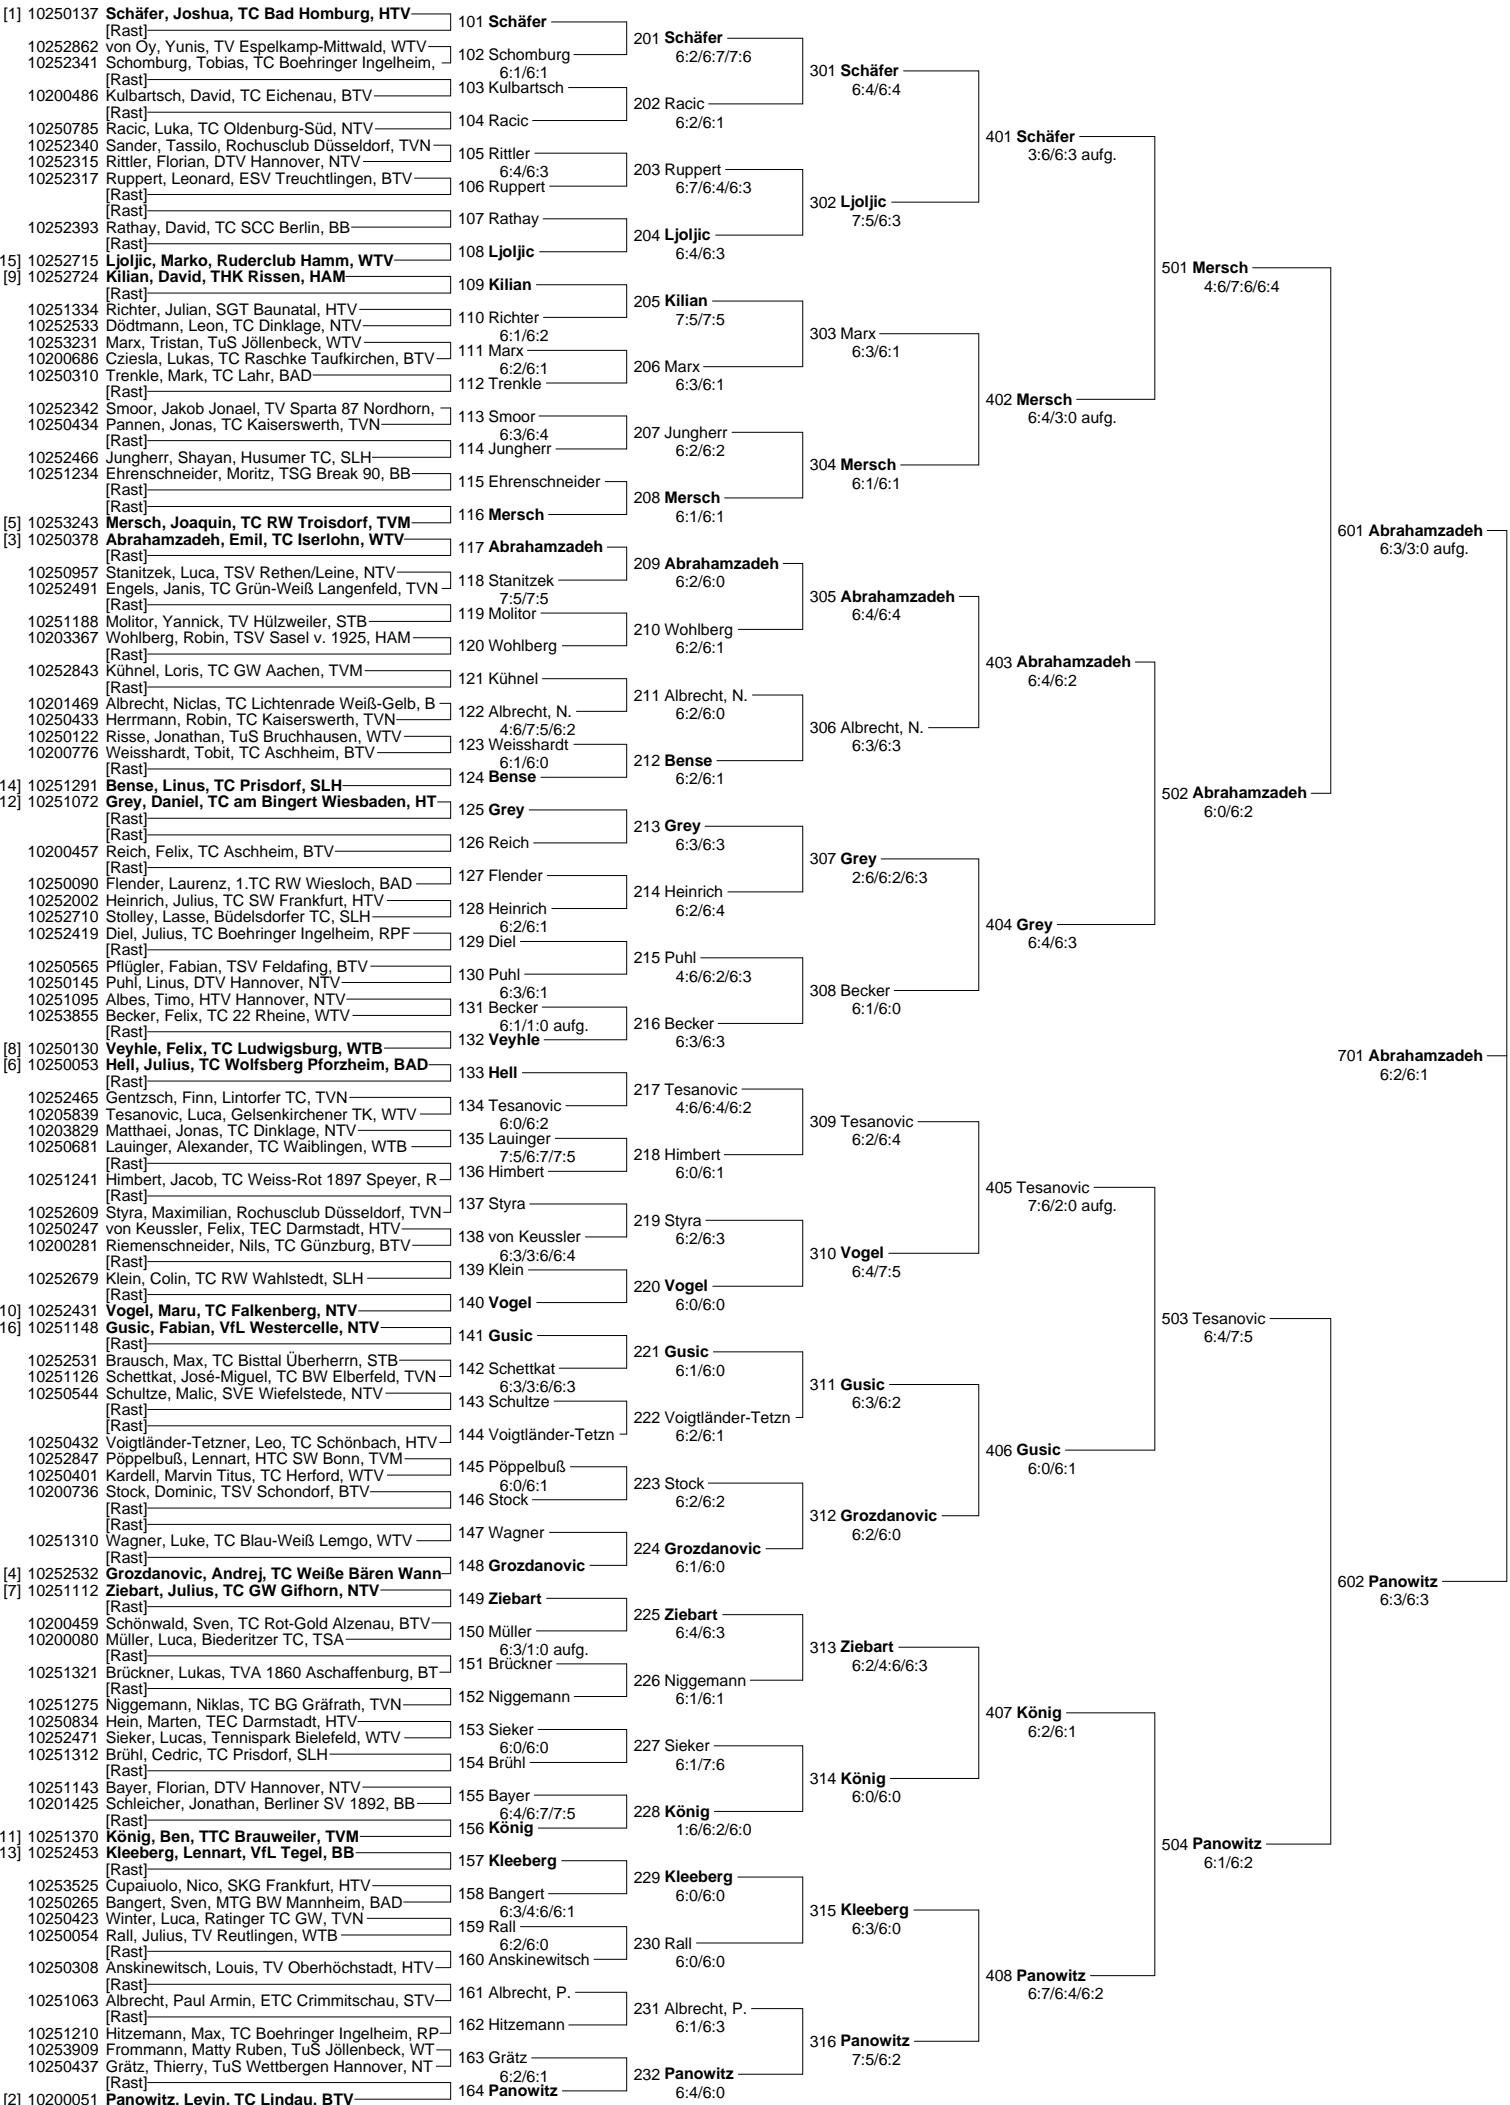 [1] 10250137 Schäfer, Joshua, TC Bad Homburg, HTV
[Rast]
10252862 von Oy, Yunis, TV Espelkamp-Mittwald, WTV
10252341 Schomburg, Tobias, TC Boehringer Ingelheim,
[Rast]
10200486 Kulbartsch, David, TC Eichenau, BTV
[Rast]
10250785 Racic, Luka, TC Oldenburg-Süd, NTV
10252340 Sander, Tassilo, Rochusclub Düsseldorf, TVN
10252315 Rittler, Florian, DTV Hannover, NTV
10252317 Ruppert, Leonard, ESV Treuchtlingen, BTV
[Rast]
[Rast]
10252393 Rathay, David, TC SCC Berlin, BB
[Rast]
15] 10252715 Ljoljic, Marko, Ruderclub Hamm, WTV
[9] 10252724 Kilian, David, THK Rissen, HAM
[Rast]
10251334 Richter, Julian, SGT Baunatal, HTV
10252533 Dödtmann, Leon, TC Dinklage, NTV
10253231 Marx, Tristan, TuS Jöllenbeck, WTV
10200686 Cziesla, Lukas, TC Raschke Taufkirchen, BTV
10250310 Trenkle, Mark, TC Lahr, BAD
[Rast]
10252342 Smoor, Jakob Jonael, TV Sparta 87 Nordhorn,
10250434 Pannen, Jonas, TC Kaiserswerth, TVN
[Rast]
10252466 Jungherr, Shayan, Husumer TC, SLH
10251234 Ehrenschneider, Moritz, TSG Break 90, BB
[Rast]
[Rast]
[5] 10253243 Mersch, Joaquin, TC RW Troisdorf, TVM
[3] 10250378 Abrahamzadeh, Emil, TC Iserlohn, WTV
[Rast]
10250957 Stanitzek, Luca, TSV Rethen/Leine, NTV
10252491 Engels, Janis, TC Grün-Weiß Langenfeld, TVN
[Rast]
10251188 Molitor, Yannick, TV Hülzweiler, STB
10203367 Wohlberg, Robin, TSV Sasel v. 1925, HAM
[Rast]
10252843 Kühnel, Loris, TC GW Aachen, TVM
[Rast]
10201469 Albrecht, Niclas, TC Lichtenrade Weiß-Gelb, B
10250433 Herrmann, Robin, TC Kaiserswerth, TVN
10250122 Risse, Jonathan, TuS Bruchhausen, WTV
10200776 Weisshardt, Tobit, TC Aschheim, BTV
[Rast]
14] 10251291 Bense, Linus, TC Prisdorf, SLH
12] 10251072 Grey, Daniel, TC am Bingert Wiesbaden, HT
[Rast]
[Rast]
10200457 Reich, Felix, TC Aschheim, BTV
[Rast]
10250090 Flender, Laurenz, 1.TC RW Wiesloch, BAD
10252002 Heinrich, Julius, TC SW Frankfurt, HTV
10252710 Stolley, Lasse, Büdelsdorfer TC, SLH
10252419 Diel, Julius, TC Boehringer Ingelheim, RPF
[Rast]
10250565 Pflügler, Fabian, TSV Feldafing, BTV
10250145 Puhl, Linus, DTV Hannover, NTV
10251095 Albes, Timo, HTV Hannover, NTV
10253855 Becker, Felix, TC 22 Rheine, WTV
[Rast]
[8] 10250130 Veyhle, Felix, TC Ludwigsburg, WTB
[6] 10250053 Hell, Julius, TC Wolfsberg Pforzheim, BAD
[Rast]
10252465 Gentzsch, Finn, Lintorfer TC, TVN
10205839 Tesanovic, Luca, Gelsenkirchener TK, WTV
10203829 Matthaei, Jonas, TC Dinklage, NTV
10250681 Lauinger, Alexander, TC Waiblingen, WTB
[Rast]
10251241 Himbert, Jacob, TC Weiss-Rot 1897 Speyer, R
[Rast]
10252609 Styra, Maximilian, Rochusclub Düsseldorf, TVN
10250247 von Keussler, Felix, TEC Darmstadt, HTV
10200281 Riemenschneider, Nils, TC Günzburg, BTV
[Rast]
10252679 Klein, Colin, TC RW Wahlstedt, SLH
[Rast]
10] 10252431 Vogel, Maru, TC Falkenberg, NTV
16] 10251148 Gusic, Fabian, VfL Westercelle, NTV
[Rast]
10252531 Brausch, Max, TC Bisttal Überherrn, STB
10251126 Schettkat, José-Miguel, TC BW Elberfeld, TVN
10250544 Schultze, Malic, SVE Wiefelstede, NTV
[Rast]
[Rast]
10250432 Voigtländer-Tetzner, Leo, TC Schönbach, HTV
10252847 Pöppelbuß, Lennart, HTC SW Bonn, TVM
10250401 Kardell, Marvin Titus, TC Herford, WTV
10200736 Stock, Dominic, TSV Schondorf, BTV
[Rast]
[Rast]
10251310 Wagner, Luke, TC Blau-Weiß Lemgo, WTV
[Rast]
[4] 10252532 Grozdanovic, Andrej, TC Weiße Bären Wann
[7] 10251112 Ziebart, Julius, TC GW Gifhorn, NTV
[Rast]
10200459 Schönwald, Sven, TC Rot-Gold Alzenau, BTV
10200080 Müller, Luca, Biederitzer TC, TSA
[Rast]
10251321 Brückner, Lukas, TVA 1860 Aschaffenburg, BT
[Rast]
10251275 Niggemann, Niklas, TC BG Gräfrath, TVN
10250834 Hein, Marten, TEC Darmstadt, HTV
10252471 Sieker, Lucas, Tennispark Bielefeld, WTV
10251312 Brühl, Cedric, TC Prisdorf, SLH
[Rast]
10251143 Bayer, Florian, DTV Hannover, NTV
10201425 Schleicher, Jonathan, Berliner SV 1892, BB
[Rast]
11] 10251370 König, Ben, TTC Brauweiler, TVM
13] 10252453 Kleeberg, Lennart, VfL Tegel, BB
[Rast]
10253525 Cupaiuolo, Nico, SKG Frankfurt, HTV
10250265 Bangert, Sven, MTG BW Mannheim, BAD
10250423 Winter, Luca, Ratinger TC GW, TVN
10250054 Rall, Julius, TV Reutlingen, WTB
[Rast]
10250308 Anskinewitsch, Louis, TV Oberhöchstadt, HTV
[Rast]
10251063 Albrecht, Paul Armin, ETC Crimmitschau, STV
[Rast]
10251210 Hitzemann, Max, TC Boehringer Ingelheim, RP
10253909 Frommann, Matty Ruben, TuS Jöllenbeck, WT
10250437 Grätz, Thierry, TuS Wettbergen Hannover, NT
[Rast]
[2] 10200051 Panowitz, Levin, TC Lindau, BTV
101 Schäfer
102 Schomburg
6:1/6:1
103 Kulbartsch
104 Racic
105 Rittler
6:4/6:3
106 Ruppert
107 Rathay
108 Ljoljic
109 Kilian
110 Richter
6:1/6:2
111 Marx
6:2/6:1
112 Trenkle
113 Smoor
6:3/6:4
114 Jungherr
115 Ehrenschneider
116 Mersch
117 Abrahamzadeh
118 Stanitzek
7:5/7:5
119 Molitor
120 Wohlberg
121 Kühnel
122 Albrecht, N.
4:6/7:5/6:2
123 Weisshardt
6:1/6:0
124 Bense
125 Grey
126 Reich
127 Flender
128 Heinrich
6:2/6:1
129 Diel
130 Puhl
6:3/6:1
131 Becker
6:1/1:0 aufg.
132 Veyhle
133 Hell
134 Tesanovic
6:0/6:2
135 Lauinger
7:5/6:7/7:5
136 Himbert
137 Styra
138 von Keussler
6:3/3:6/6:4
139 Klein
140 Vogel
141 Gusic
142 Schettkat
6:3/3:6/6:3
143 Schultze
144 Voigtländer-Tetzn
145 Pöppelbuß
6:0/6:1
146 Stock
147 Wagner
148 Grozdanovic
149 Ziebart
150 Müller
6:3/1:0 aufg.
151 Brückner
152 Niggemann
153 Sieker
6:0/6:0
154 Brühl
155 Bayer
6:4/6:7/7:5
156 König
157 Kleeberg
158 Bangert
6:3/4:6/6:1
159 Rall
6:2/6:0
160 Anskinewitsch
161 Albrecht, P.
162 Hitzemann
163 Grätz
6:2/6:1
164 Panowitz
201 Schäfer
6:2/6:7/7:6
202 Racic
6:2/6:1
203 Ruppert
6:7/6:4/6:3
204 Ljoljic
6:4/6:3
205 Kilian
7:5/7:5
206 Marx
6:3/6:1
207 Jungherr
6:2/6:2
208 Mersch
6:1/6:1
209 Abrahamzadeh
6:2/6:0
210 Wohlberg
6:2/6:1
211 Albrecht, N.
6:2/6:0
212 Bense
6:2/6:1
213 Grey
6:3/6:3
214 Heinrich
6:2/6:4
215 Puhl
4:6/6:2/6:3
216 Becker
6:3/6:3
217 Tesanovic
4:6/6:4/6:2
218 Himbert
6:0/6:1
219 Styra
6:2/6:3
220 Vogel
6:0/6:0
221 Gusic
6:1/6:0
222 Voigtländer-Tetzn
6:2/6:1
223 Stock
6:2/6:2
224 Grozdanovic
6:1/6:0
225 Ziebart
6:4/6:3
226 Niggemann
6:1/6:1
227 Sieker
6:1/7:6
228 König
1:6/6:2/6:0
229 Kleeberg
6:0/6:0
230 Rall
6:0/6:0
231 Albrecht, P.
6:1/6:3
232 Panowitz
6:4/6:0
301 Schäfer
6:4/6:4
302 Ljoljic
7:5/6:3
303 Marx
6:3/6:1
304 Mersch
6:1/6:1
305 Abrahamzadeh
6:4/6:4
306 Albrecht, N.
6:3/6:3
307 Grey
2:6/6:2/6:3
308 Becker
6:1/6:0
309 Tesanovic
6:2/6:4
310 Vogel
6:4/7:5
311 Gusic
6:3/6:2
312 Grozdanovic
6:2/6:0
313 Ziebart
6:2/4:6/6:3
314 König
6:0/6:0
315 Kleeberg
6:3/6:0
316 Panowitz
7:5/6:2
401 Schäfer
3:6/6:3 aufg.
402 Mersch
6:4/3:0 aufg.
403 Abrahamzadeh
6:4/6:2
404 Grey
6:4/6:3
405 Tesanovic
7:6/2:0 aufg.
406 Gusic
6:0/6:1
407 König
6:2/6:1
408 Panowitz
6:7/6:4/6:2
501 Mersch
4:6/7:6/6:4
502 Abrahamzadeh
6:0/6:2
503 Tesanovic
6:4/7:5
504 Panowitz
6:1/6:2
601 Abrahamzadeh
6:3/3:0 aufg.
602 Panowitz
6:3/6:3
701 Abrahamzadeh
6:2/6:1